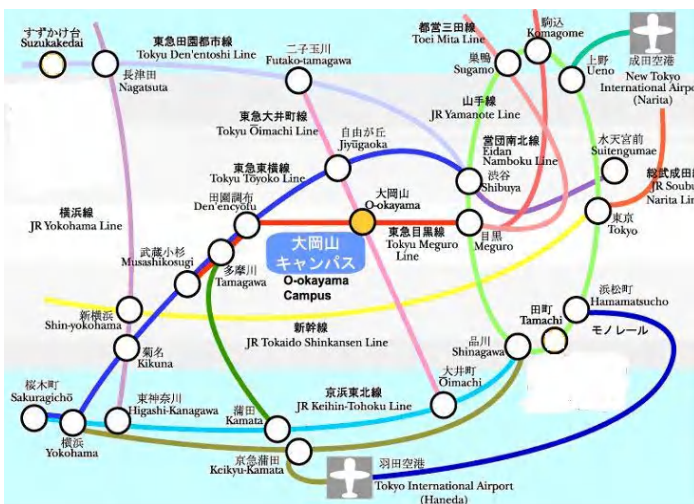 すずかけ台
Suzukakedai
長津田
Nagatsuta
東急田園都市線
Tokyu Den'entoshi Line
二子玉川
Futako-tamagawa
都営三田線
Toei Mita Line
駒込
Komagome
巣鴨
Sugamo
上野
Ueno
成田空港
New Tokyo
International Airport
(Narita)
東急大井町線
Tokyu Ōimachi Line
山手線
JR Yamanote Line
自由が丘
Jiyūgaoka
営団南北線
Eidan
Namboku Line
水天宮前
Suitengumae
東急東横線
Tokyu Tōyoko Line
渋谷
Shibuya
総武成田線
JR Soubu
Narita Line
横浜線
JR Yokohama Line
田園調布
Den'encyōfu
大岡山
O-okayama
東急目黒線
Tokyu Meguro
Line
目黒
Meguro
東京
Tokyo
武蔵小杉
Musashikosugi
多摩川
Tamagawa
大岡山
キャンパス
O-okayama
Campus
新横浜
Shin-yokohama
新幹線
JR Tokaido Shinkansen Line
浜松町
Hamamatsucho
田町
Tamachi
モノレール
品川
Shinagawa
菊名
Kikuna
大井町
Ōimachi
桜木町
Sakuragichō
東神奈川
Higashi-Kanagawa
京浜東北線
JR Keihin-Tohoku Line
蒲田
Kamata
横浜
Yokohama
京急蒲田
Keikyu-Kamata
羽田空港
Tokyo International Airport
(Haneda)